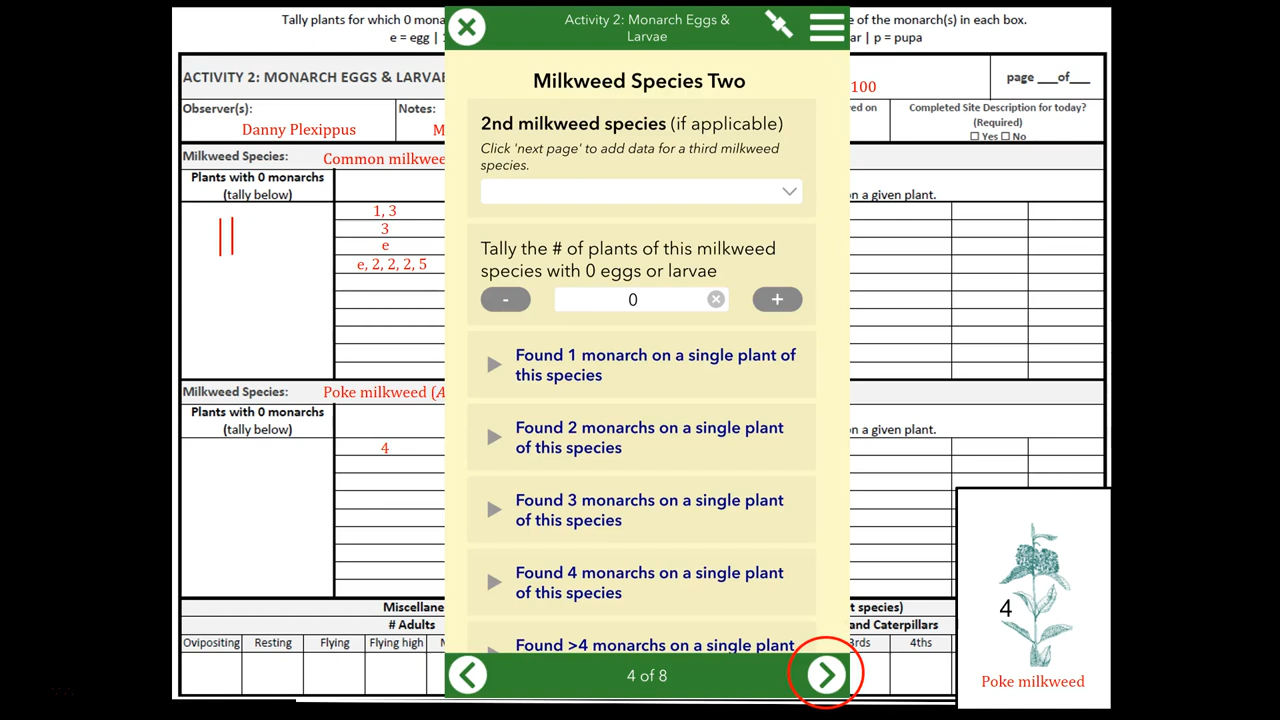 Tally plants for which 0 mona
e of the monarch(s) in each box.
e = egg | 1
ar | p = pupa
Activity 2: Monarch Eggs &
Larvae
ACTIVITY 2: MONARCH EGGS & LARVAE
100
page ___of___
Observer(s):
Danny Plexippus
Notes:
M
ed on
Completed Site Description for today?
(Required)
☐ Yes ☐ No
Milkweed Species:
Common milkwee
Plants with 0 monarchs
(tally below)
on a given plant.
1, 3
3
e
e, 2, 2, 2, 5
Milkweed Species:
Poke milkweed (A
Plants with 0 monarchs
(tally below)
on a given plant.
4
Miscellane
t species)
# Adults
and Caterpillars
Ovipositing
Resting
Flying
Flying high
3rds
4ths
Milkweed Species Two
2nd milkweed species (if applicable)
Click 'next page' to add data for a third milkweed
species.
Tally the # of plants of this milkweed
species with 0 eggs or larvae
- 0 +
Found 1 monarch on a single plant of
this species
Found 2 monarchs on a single plant
of this species
Found 3 monarchs on a single plant
of this species
Found 4 monarchs on a single plant
of this species
Found >4 monarchs on a single plant
4 of 8
4
Poke milkweed